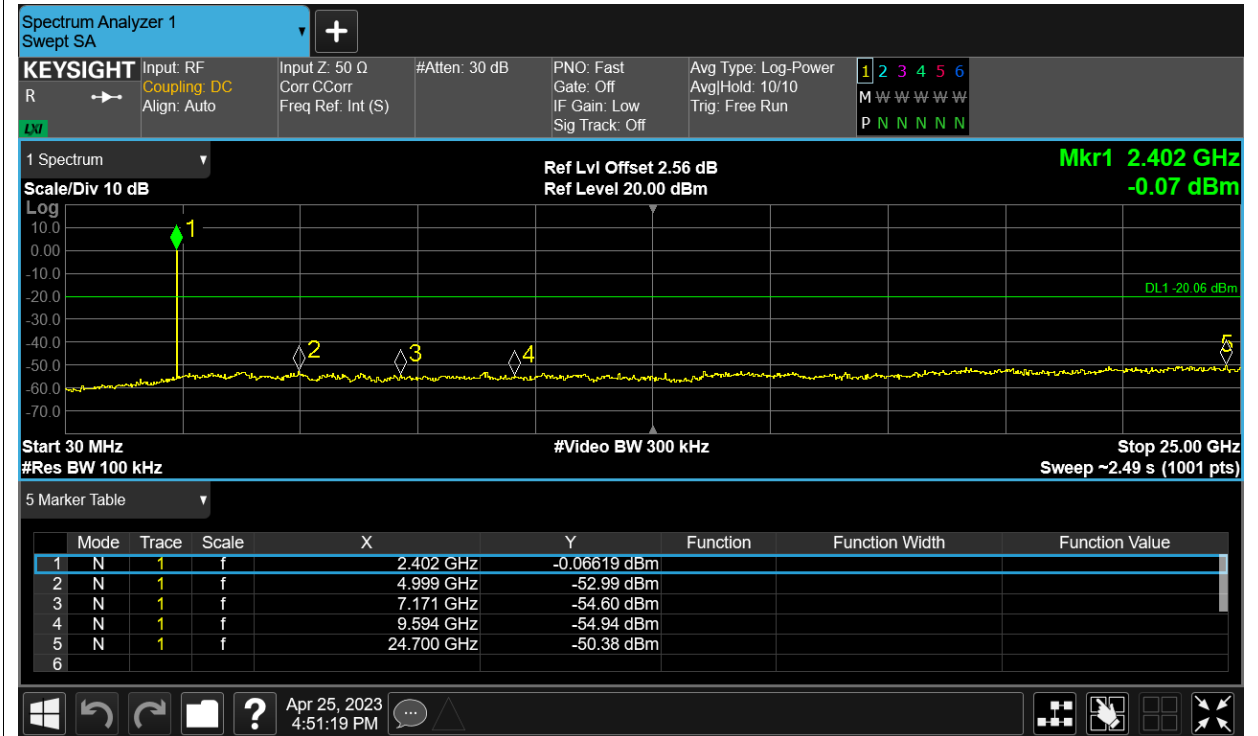 Spectrum Analyzer 1
Swept SA
KEYSIGHT
R
LXI
Input: RF
Coupling: DC
Align: Auto
Input Z: 50 Ω
Corr CCorr
Freq Ref: Int (S)
#Atten: 30 dB
PNO: Fast
Gate: Off
IF Gain: Low
Sig Track: Off
Avg Type: Log-Power
Avg|Hold: 10/10
Trig: Free Run
1 2 3 4 5 6
M W W W W W
P N N N N N
1 Spectrum
Scale/Div 10 dB
Ref Lvl Offset 2.56 dB
Ref Level 20.00 dBm
Mkr1 2.402 GHz
-0.07 dBm
Log
10.0
0.00
-10.0
-20.0
-30.0
-40.0
-50.0
-60.0
-70.0
1
2
3
4
5
DL1 -20.06 dBm
Start 30 MHz
#Res BW 100 kHz
#Video BW 300 kHz
Stop 25.00 GHz
Sweep ~2.49 s (1001 pts)
5 Marker Table
Mode Trace Scale X Y Function Function Width Function Value
1 N 1 f 2.402 GHz -0.06619 dBm
2 N 1 f 4.999 GHz -52.99 dBm
3 N 1 f 7.171 GHz -54.60 dBm
4 N 1 f 9.594 GHz -54.94 dBm
5 N 1 f 24.700 GHz -50.38 dBm
6
?
Apr 25, 2023
4:51:19 PM